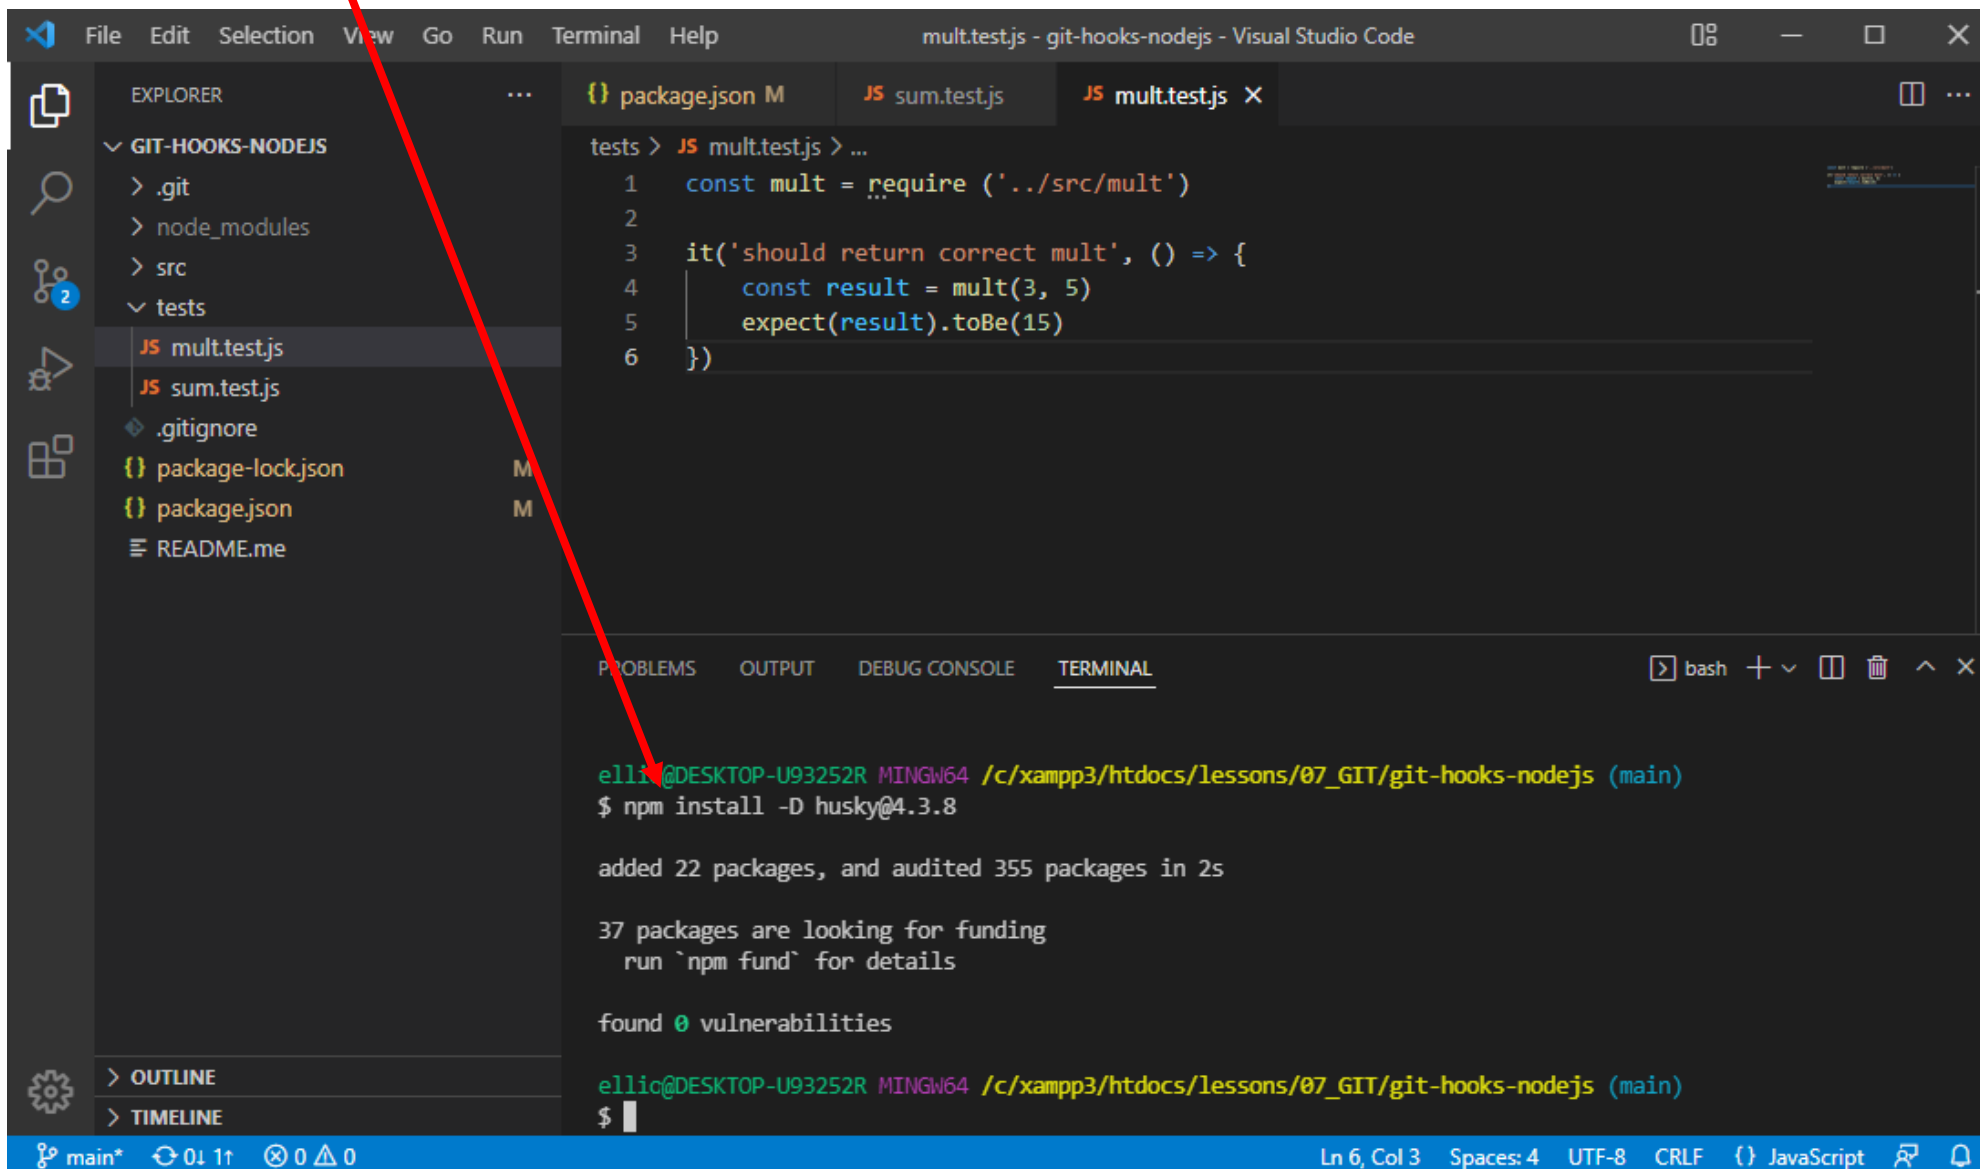 File Edit Selection View Go Run Terminal Help mult.test.js - git-hooks-nodejs - Visual Studio Code
EXPLORER ...
GIT-HOOKS-NODEJS
> .git
> node_modules
> src
tests
JS mult.test.js
JS sum.test.js
.gitignore
{} package-lock.json M
{} package.json M
README.me
> OUTLINE
> TIMELINE
2
{} package.json M JS sum.test.js JS mult.test.js ×
tests > JS mult.test.js > ...
1 const mult = require ('../src/mult')
2
3 it('should return correct mult', () => {
4 const result = mult(3, 5)
5 expect(result).toBe(15)
6 })
PROBLEMS OUTPUT DEBUG CONSOLE TERMINAL bash
@DESKTOP-U93252R MINGW64 /c/xampp3/htdocs/lessons/07_GIT/git-hooks-nodejs (main)
$ npm install -D husky@4.3.8
added 22 packages, and audited 355 packages in 2s
37 packages are looking for funding
run `npm fund` for details
found 0 vulnerabilities
ellio@DESKTOP-U93252R MINGW64 /c/xampp3/htdocs/lessons/07_GIT/git-hooks-nodejs (main)
$
main* 0↓ 1↑ 0 0 Ln 6, Col 3 Spaces: 4 UTF-8 CRLF {} JavaScript